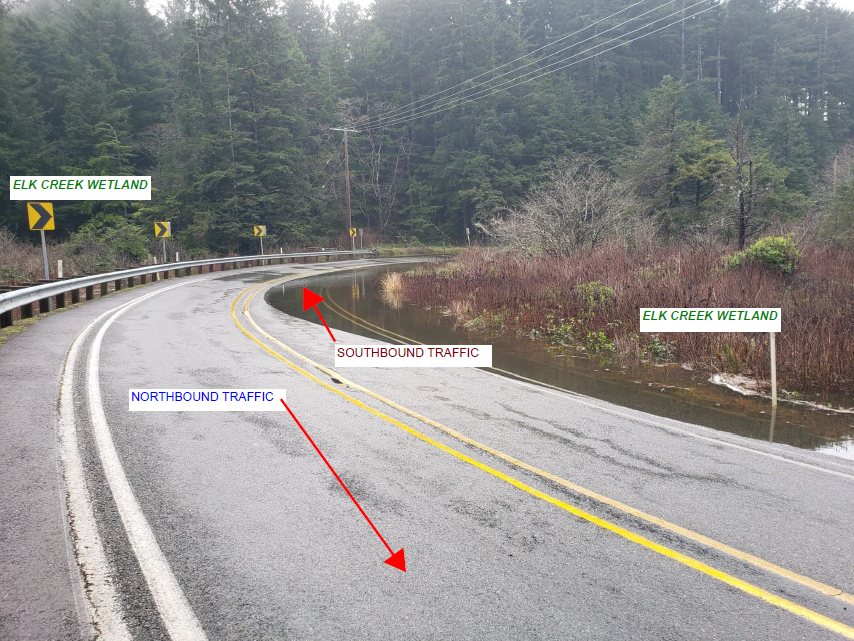 ELK CREEK WETLAND
ELK CREEK WETLAND
SOUTHBOUND TRAFFIC
NORTHBOUND TRAFFIC